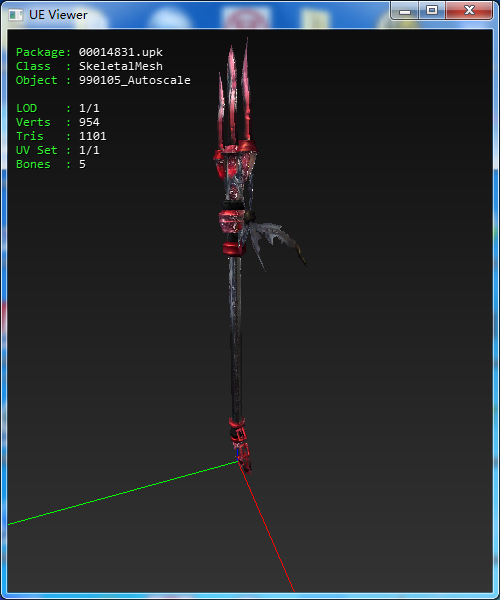 UE Viewer
Package: 00014831.upk
Class  : SkeletalMesh
Object : 990105_Autoscale
LOD    : 1/1
Verts  : 954
Tris   : 1101
UV Set : 1/1
Bones  : 5